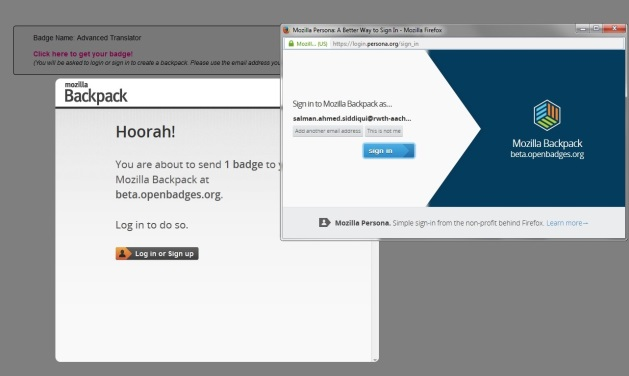 Badge Name: Advanced Translator
Click here to get your badge!
(You will be asked to login or sign in to create a backpack. Please use the email address you
mozilla
Backpack
Hoorah!
You are about to send 1 badge to y
Mozilla Backpack at
beta.openbadges.org.
Log in to do so.
Log in or Sign up
Mozilla Persona: A Better Way to Sign In - Mozilla Firefox
Mozill... (US) https://login.persona.org/sign_in
Sign in to Mozilla Backpack as...
salman.ahmed.siddiqui@rwth-aach...
Add another email address This is not me
sign in
Mozilla Backpack
beta.openbadges.org
Mozilla Persona. Simple sign-in from the non-profit behind Firefox. Learn more→